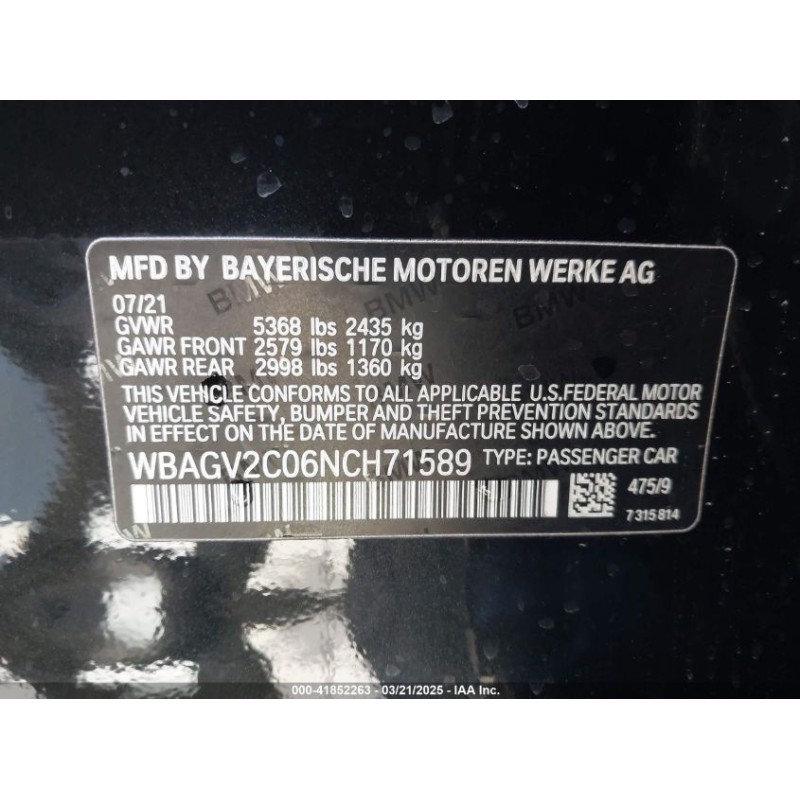 MFD BY BAYERISCHE MOTOREN WERKE AG
07/21
GVWR 5368 lbs 2435 kg
GAWR FRONT 2579 lbs 1170 kg
GAWR REAR 2998 lbs 1360 kg
THIS VEHICLE CONFORMS TO ALL APPLICABLE U.S.FEDERAL MOTOR
VEHICLE SAFETY, BUMPER AND THEFT PREVENTION STANDARDS
IN EFFECT ON THE DATE OF MANUFACTURE SHOWN ABOVE.
WBAGV2C06NCH71589 TYPE: PASSENGER CAR
475/9
7 315 814
000-41852263 - 03/21/2025 - IAA Inc.